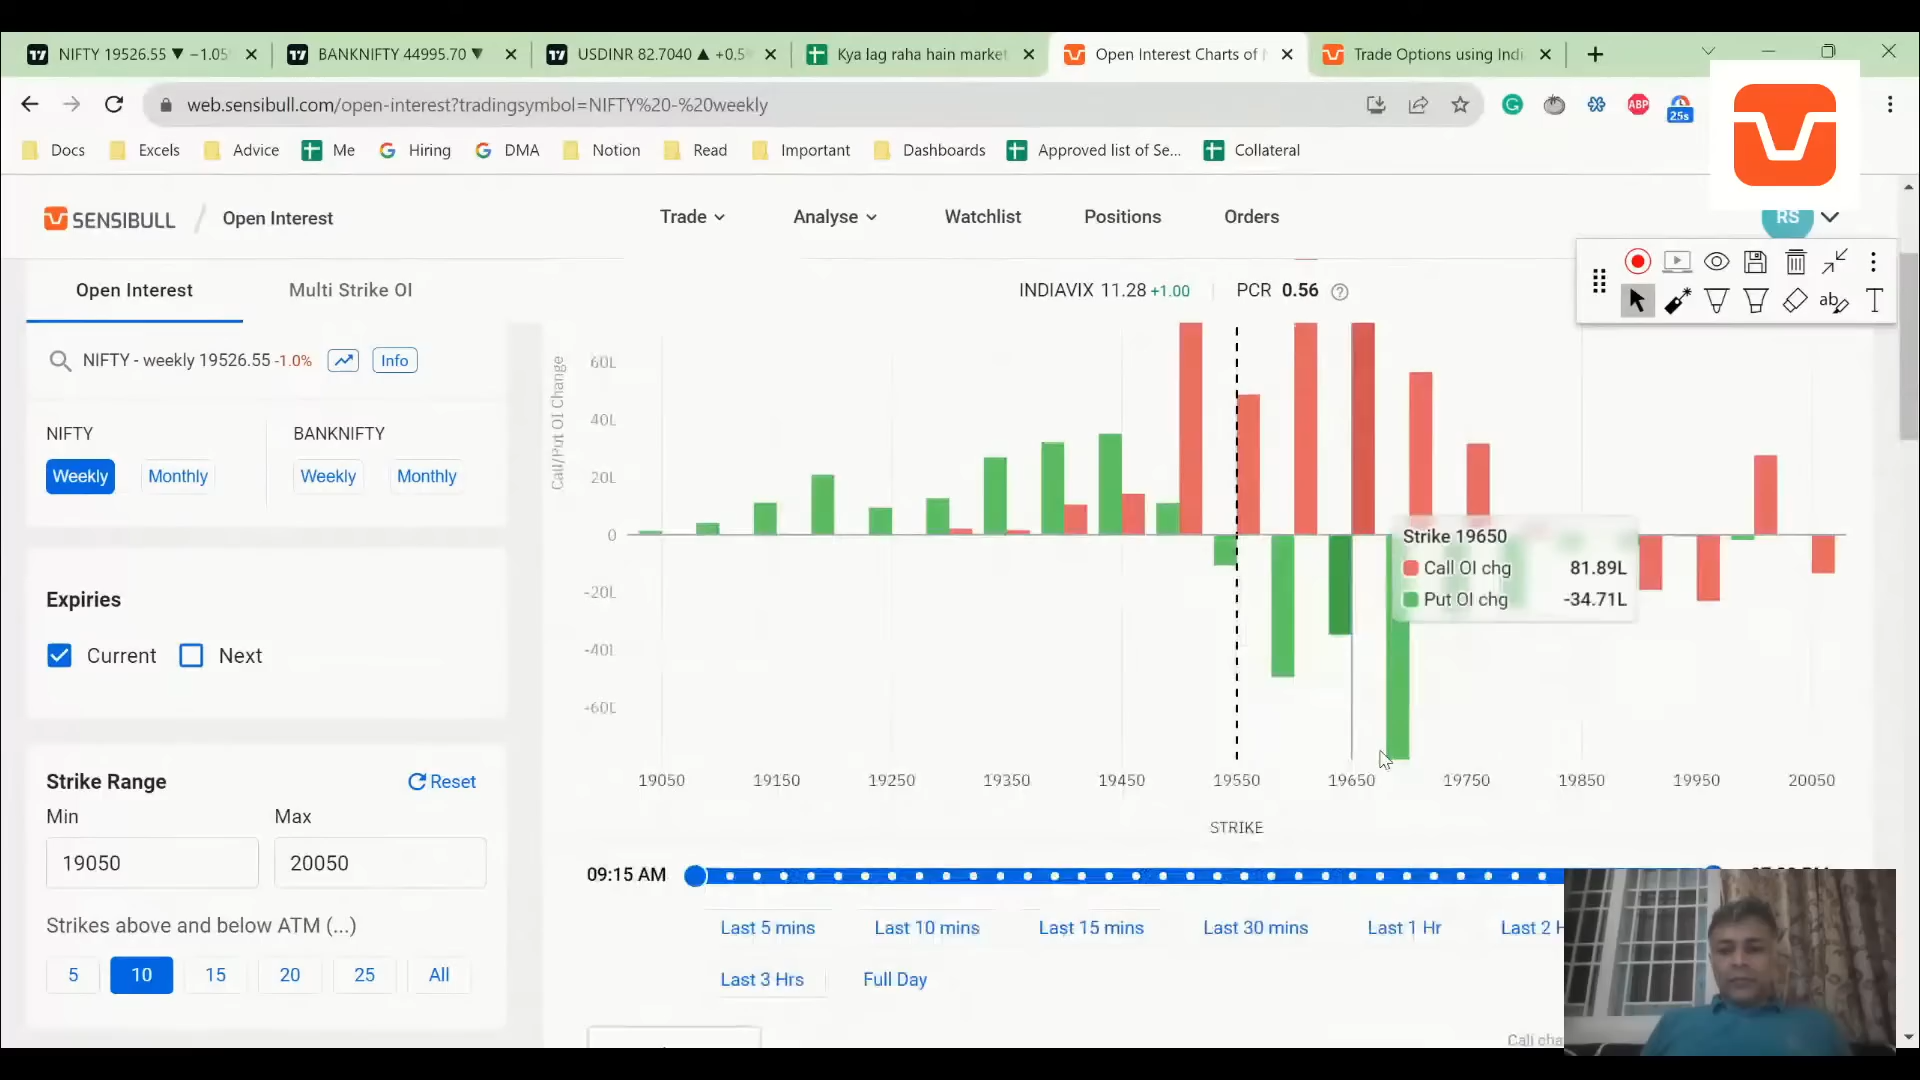 NIFTY 19526.55 ▼ −1.05
BANKNIFTY 44995.70 ▼
USDINR 82.7040 ▲ +0.5
Kya lag raha hain market
Open Interest Charts of
Trade Options using Indi
web.sensibull.com/open-interest?tradingsymbol=NIFTY%20-%20weekly
ABP
25s
Docs Excels Advice Me Hiring DMA Notion Read Important Dashboards Approved list of Se... Collateral
SENSIBULL / Open Interest
Trade Analyse Watchlist Positions Orders
RS
Open Interest Multi Strike OI
INDIAVIX 11.28 +1.00 PCR 0.56 ?
NIFTY - weekly 19526.55 -1.0% Info
NIFTY BANKNIFTY
Weekly Monthly Weekly Monthly
Expiries
Current Next
Strike Range Reset
Min Max
19050 20050
Strikes above and below ATM (...)
5 10 15 20 25 All
Call/Put OI Change
60L
40L
20L
0
-20L
-40L
-60L
Strike 19650
Call OI chg 81.89L
Put OI chg -34.71L
19050 19150 19250 19350 19450 19550 19650 19750 19850 19950 20050
STRIKE
09:15 AM
Last 5 mins Last 10 mins Last 15 mins Last 30 mins Last 1 Hr Last 2 H
Last 3 Hrs Full Day
Call cha